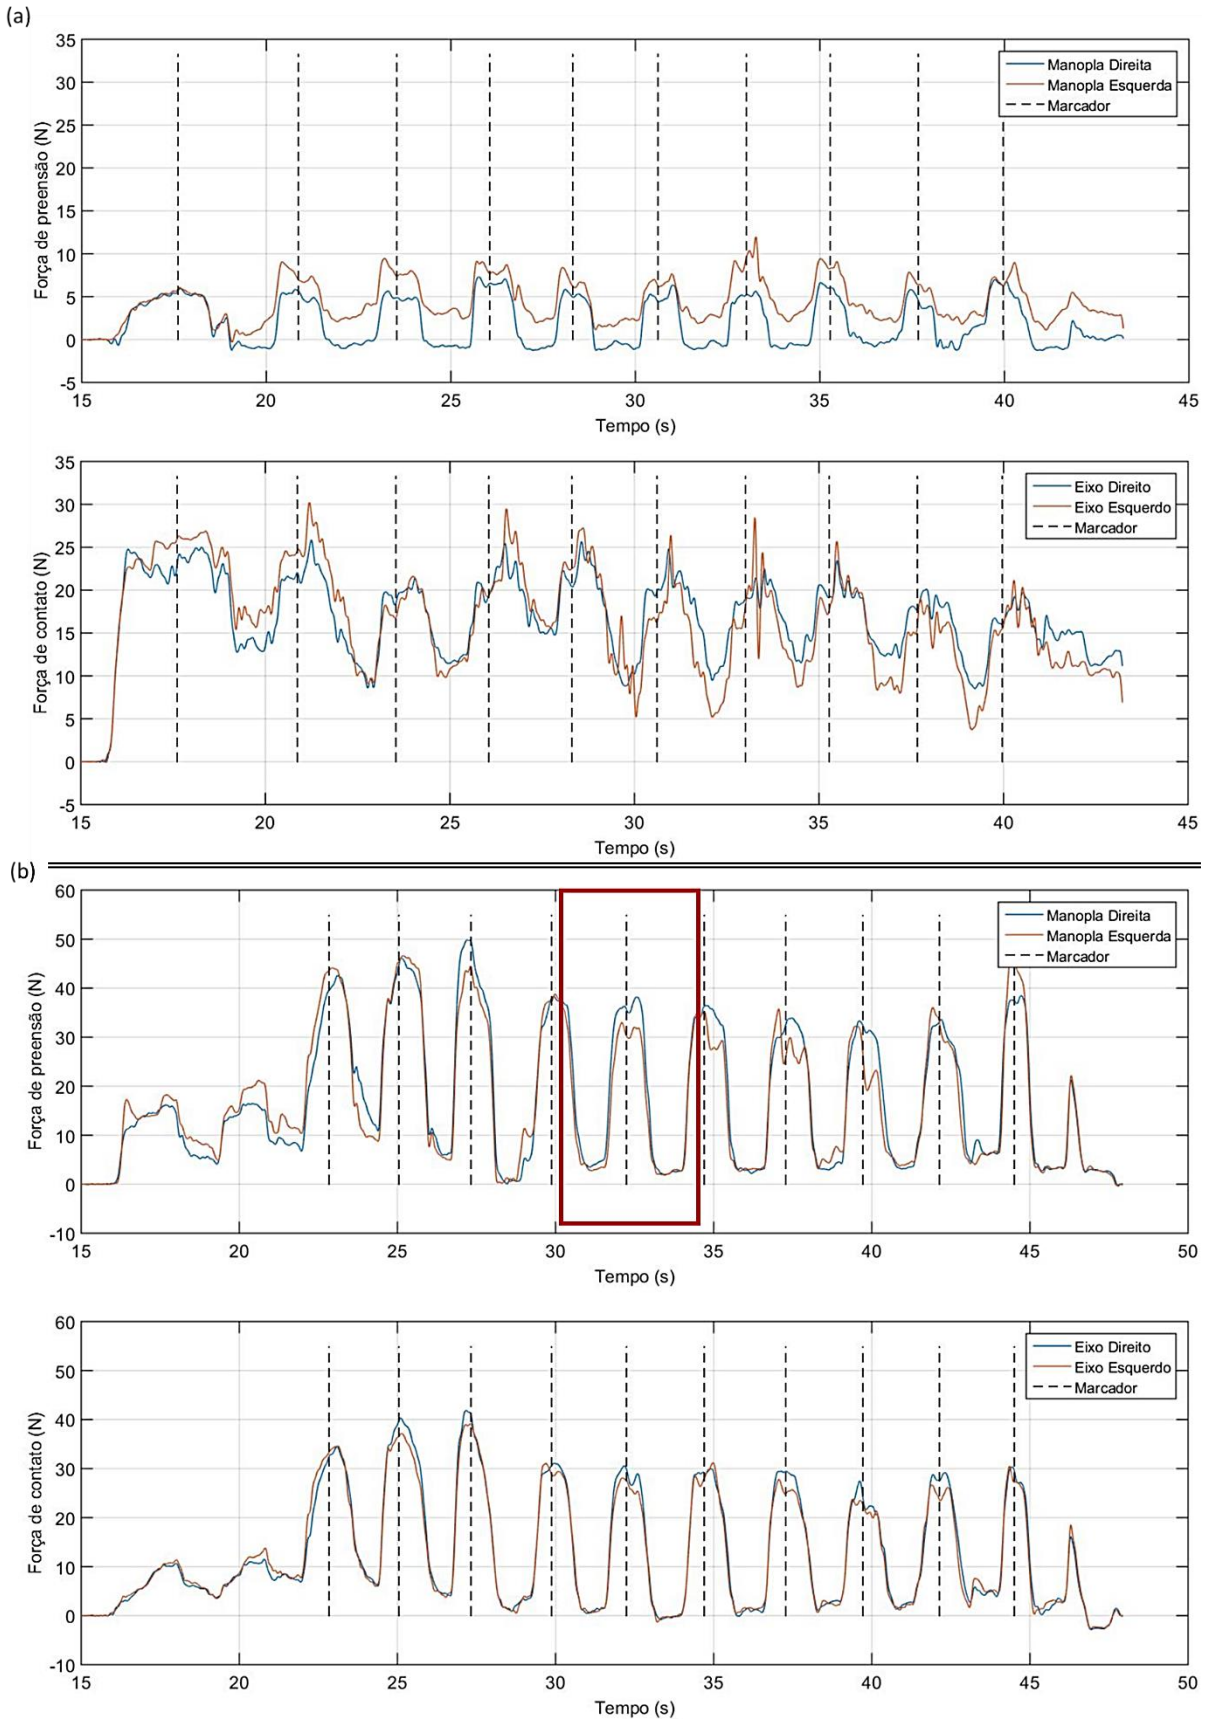 (a)
35
30
25
20
15
10
5
0
-5
Força de preensão (N)
Manopla Direita
Manopla Esquerda
Marcador
15 20 25 30 35 40 45
Tempo (s)
35
30
25
20
15
10
5
0
-5
Força de contato (N)
Eixo Direito
Eixo Esquerdo
Marcador
15 20 25 30 35 40 45
Tempo (s)
(b)
60
50
40
30
20
10
0
-10
Força de preensão (N)
Manopla Direita
Manopla Esquerda
Marcador
15 20 25 30 35 40 45 50
Tempo (s)
60
50
40
30
20
10
0
-10
Força de contato (N)
Eixo Direito
Eixo Esquerdo
Marcador
15 20 25 30 35 40 45 50
Tempo (s)